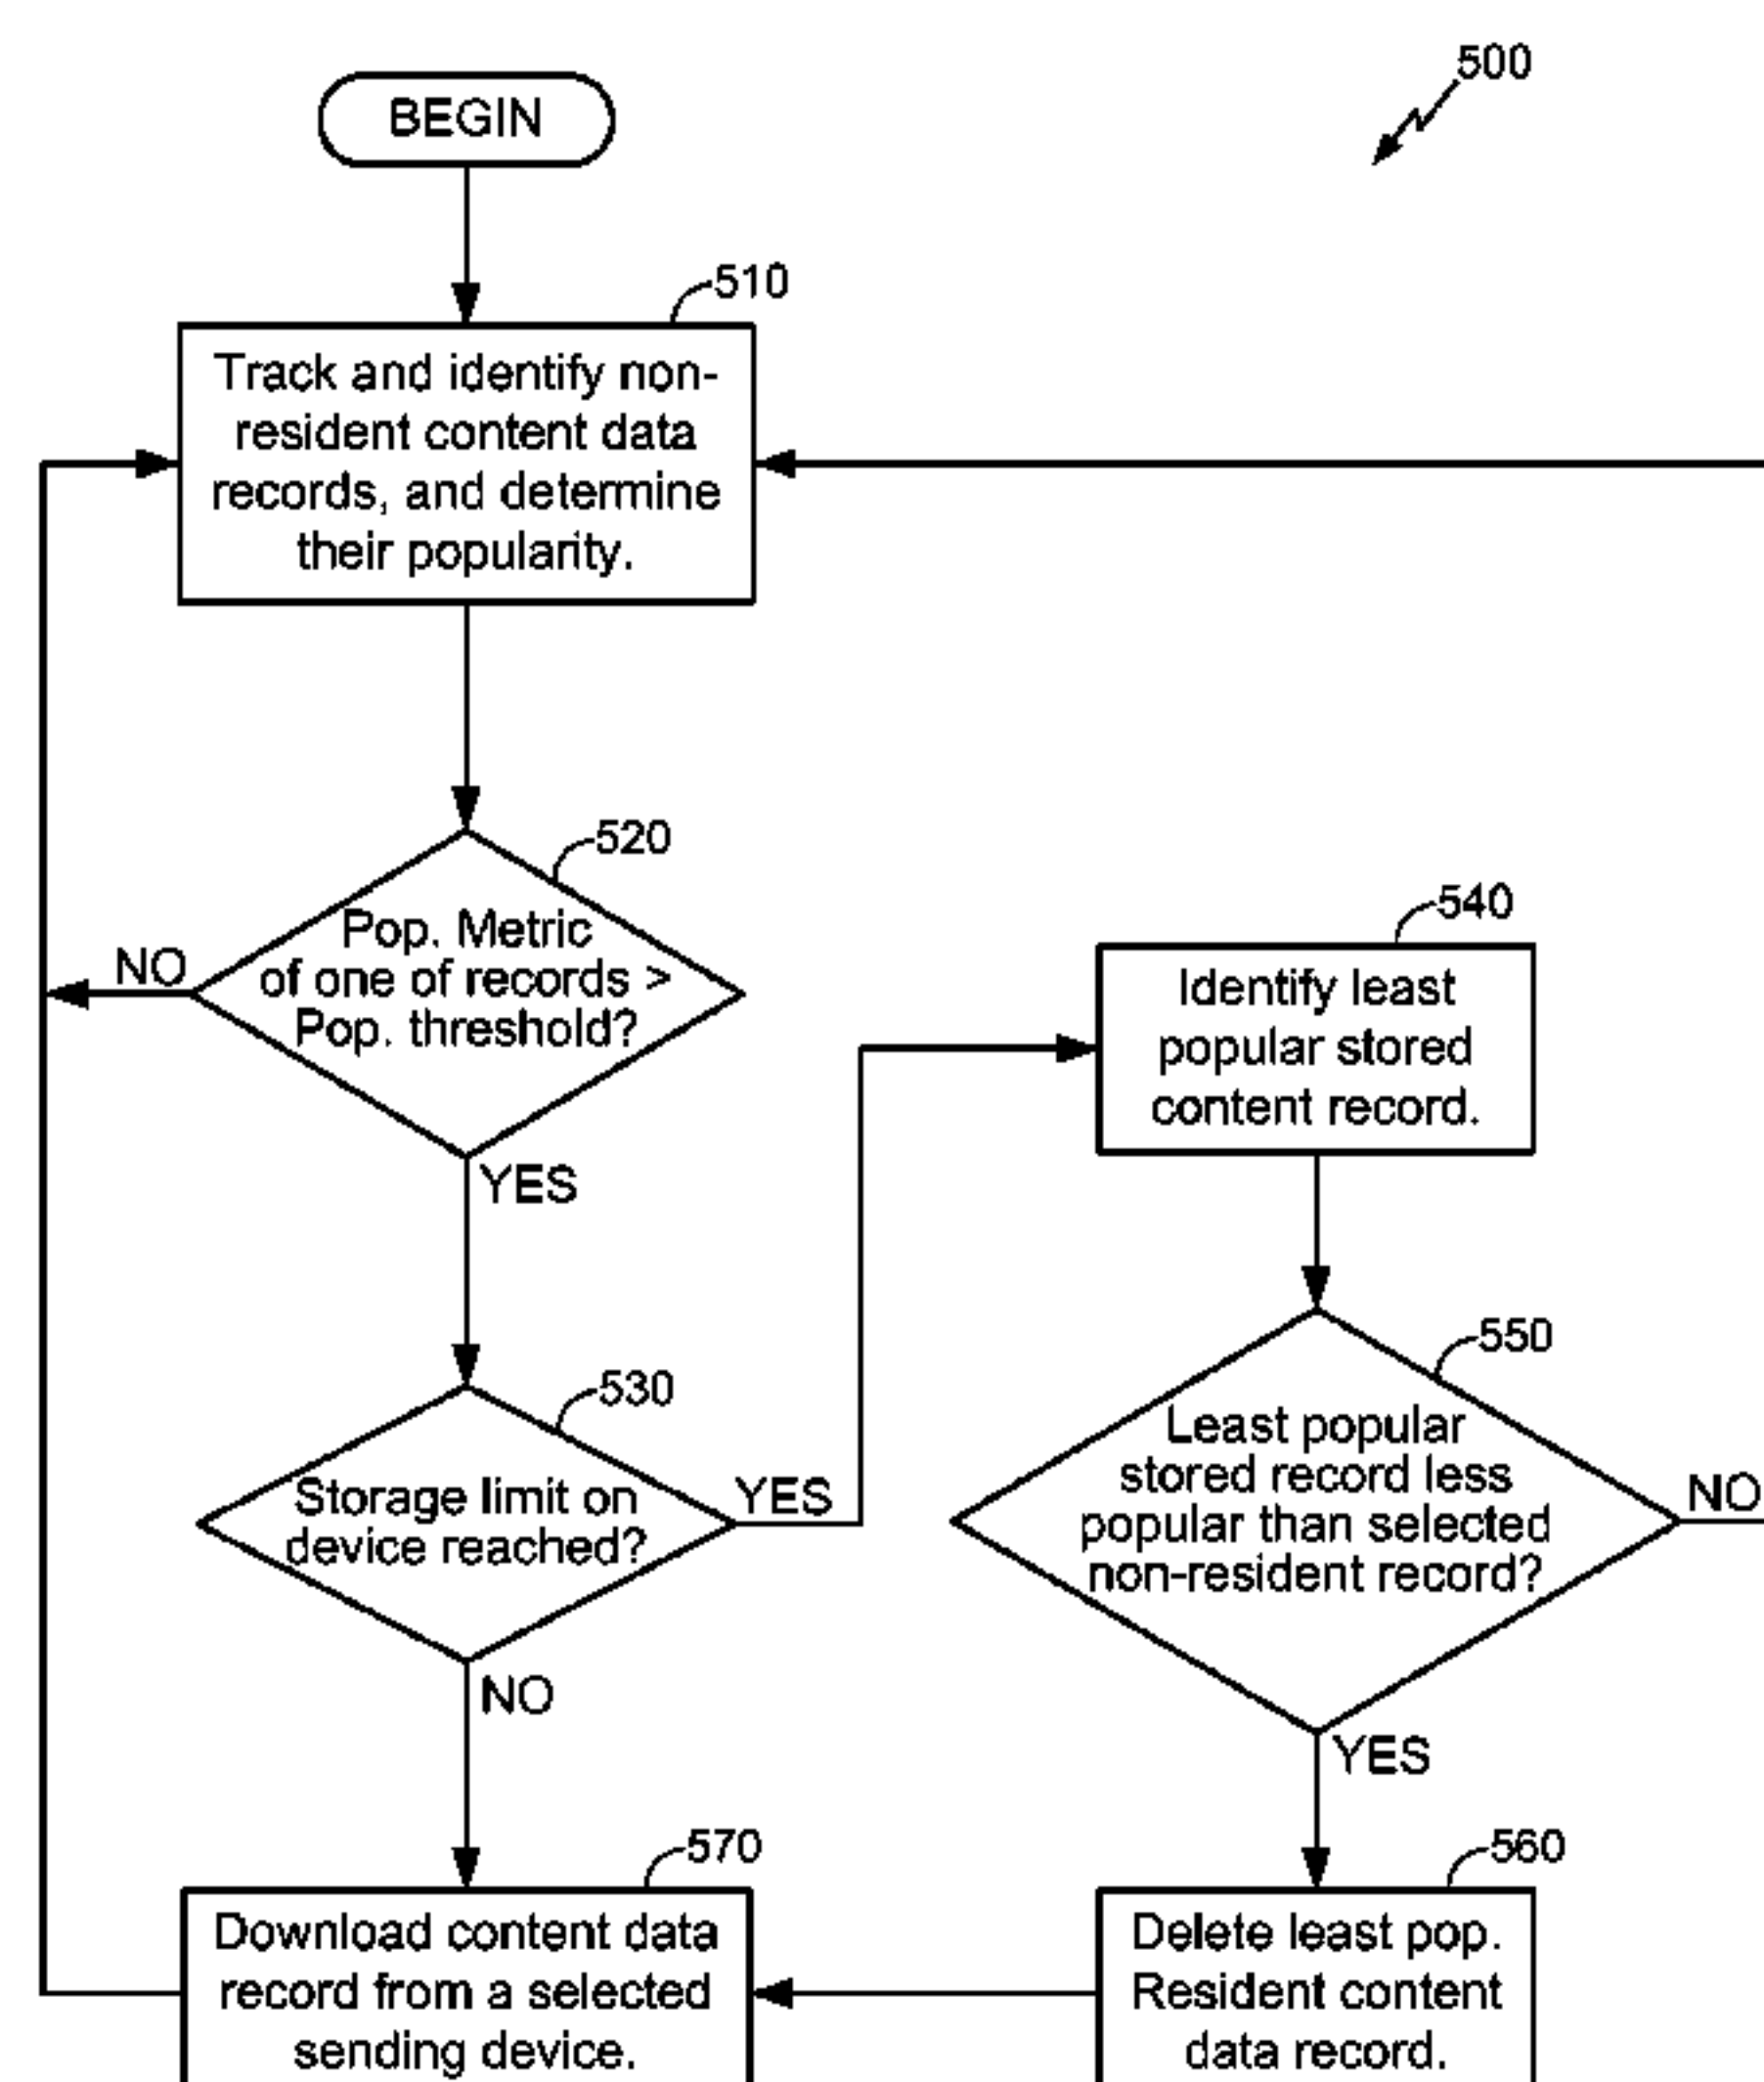 500
BEGIN
510
Track and identify non-
resident content data
records, and determine
their popularity.
520
Pop. Metric
of one of records >
Pop. threshold?
NO
YES
530
Storage limit on
device reached?
YES
NO
540
Identify least
popular stored
content record.
550
Least popular
stored record less
popular than selected
non-resident record?
NO
YES
560
Delete least pop.
Resident content
data record.
570
Download content data
record from a selected
sending device.